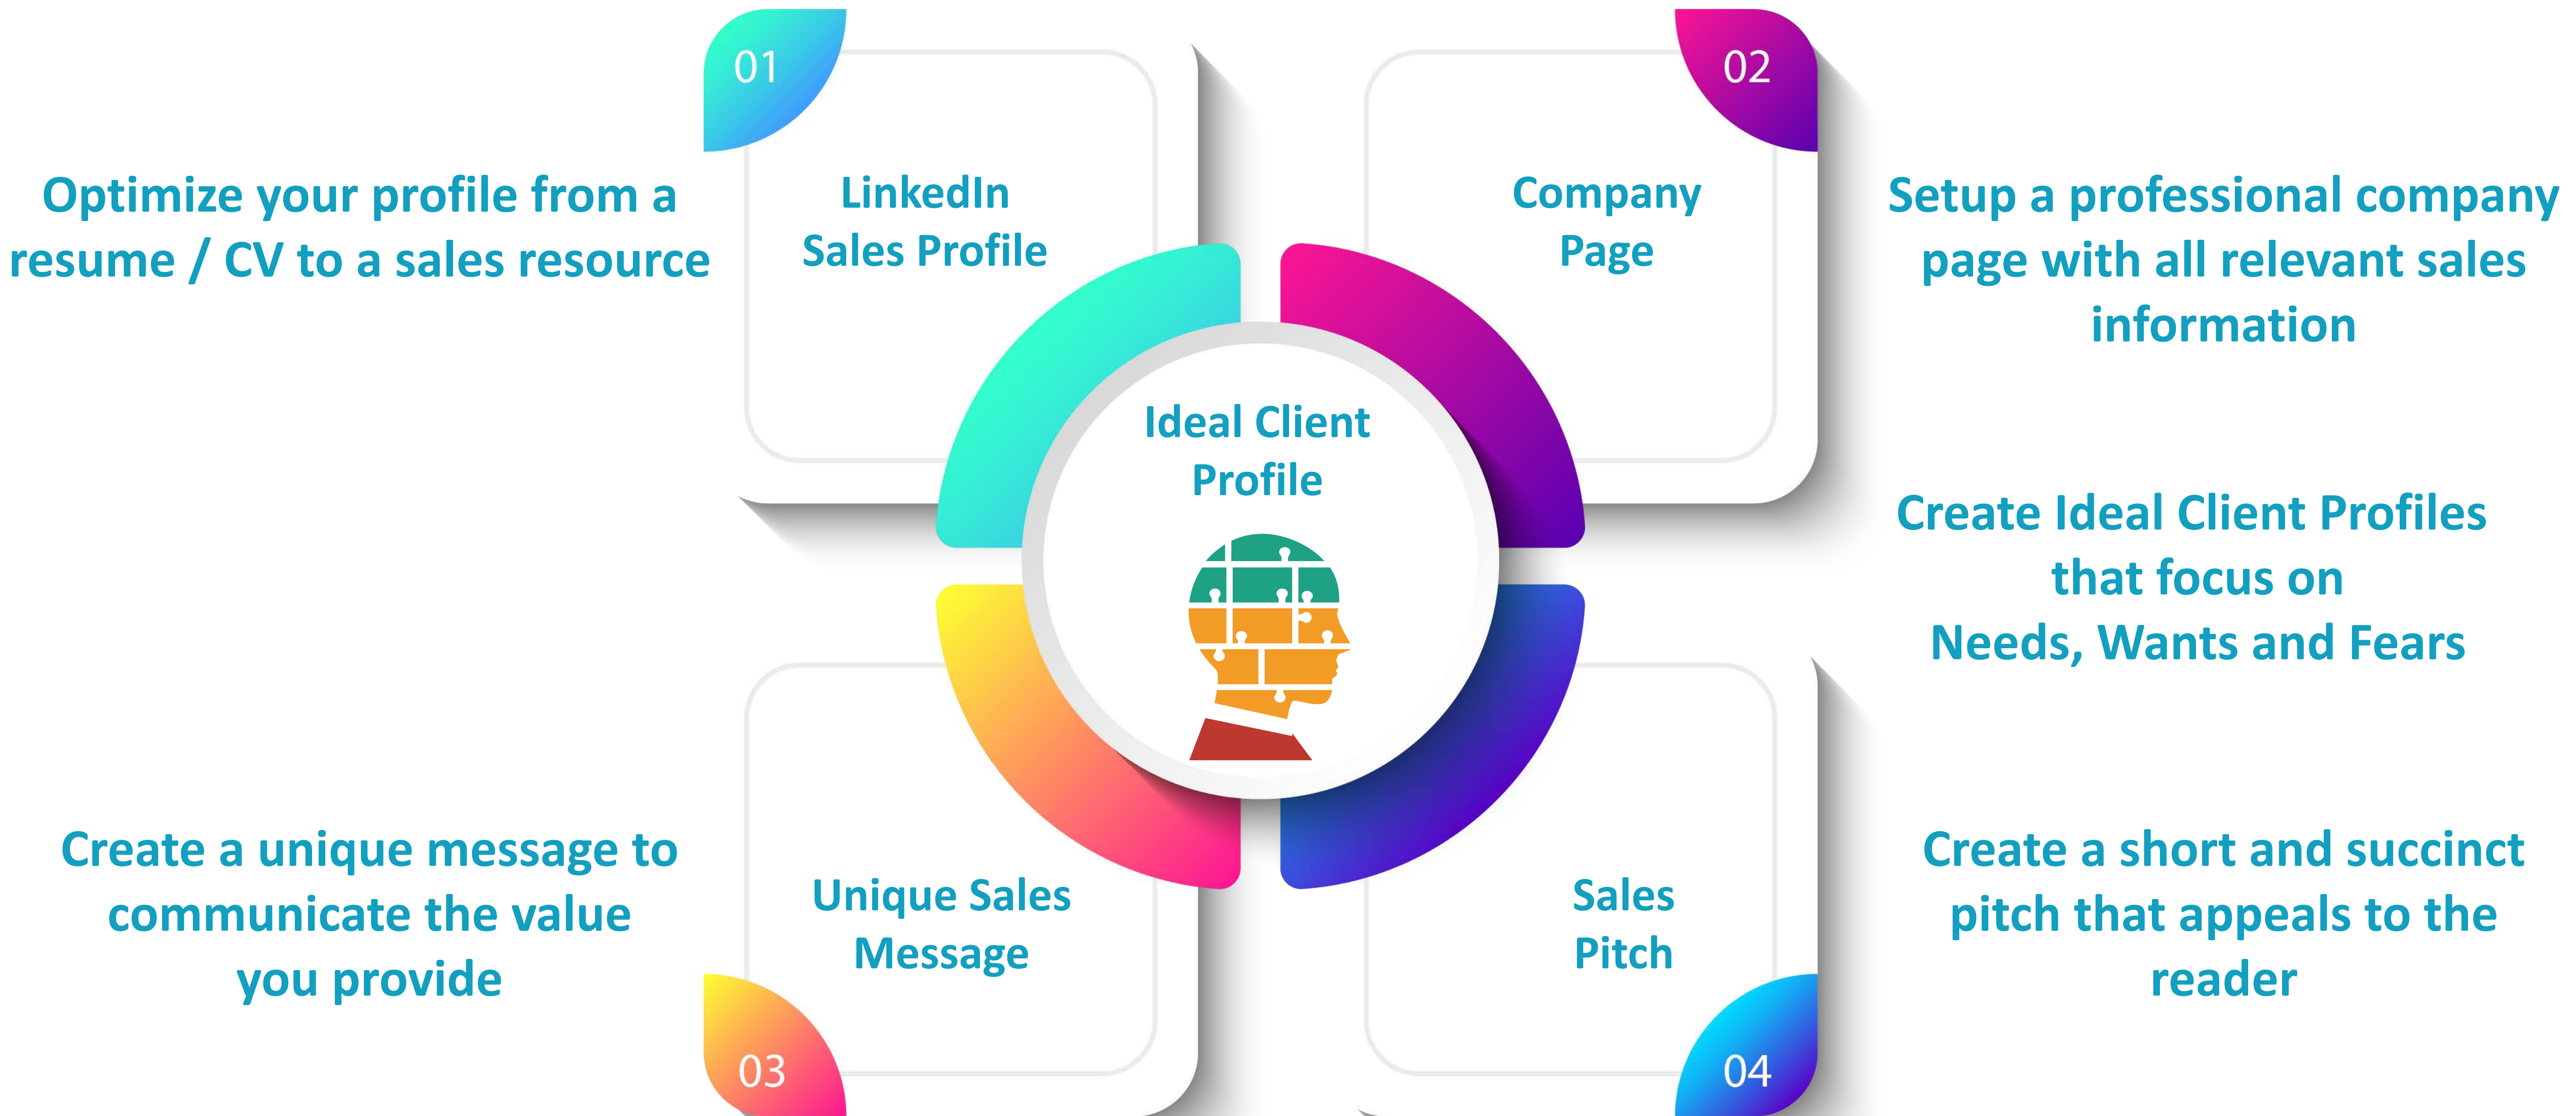 01
LinkedIn
Sales Profile
Optimize your profile from a
resume / CV to a sales resource
02
Company
Page
Setup a professional company
page with all relevant sales
information
Ideal Client
Profile
Create Ideal Client Profiles
that focus on
Needs, Wants and Fears
Create a unique message to
communicate the value
you provide
Unique Sales
Message
03
Sales
Pitch
04
Create a short and succinct
pitch that appeals to the
reader